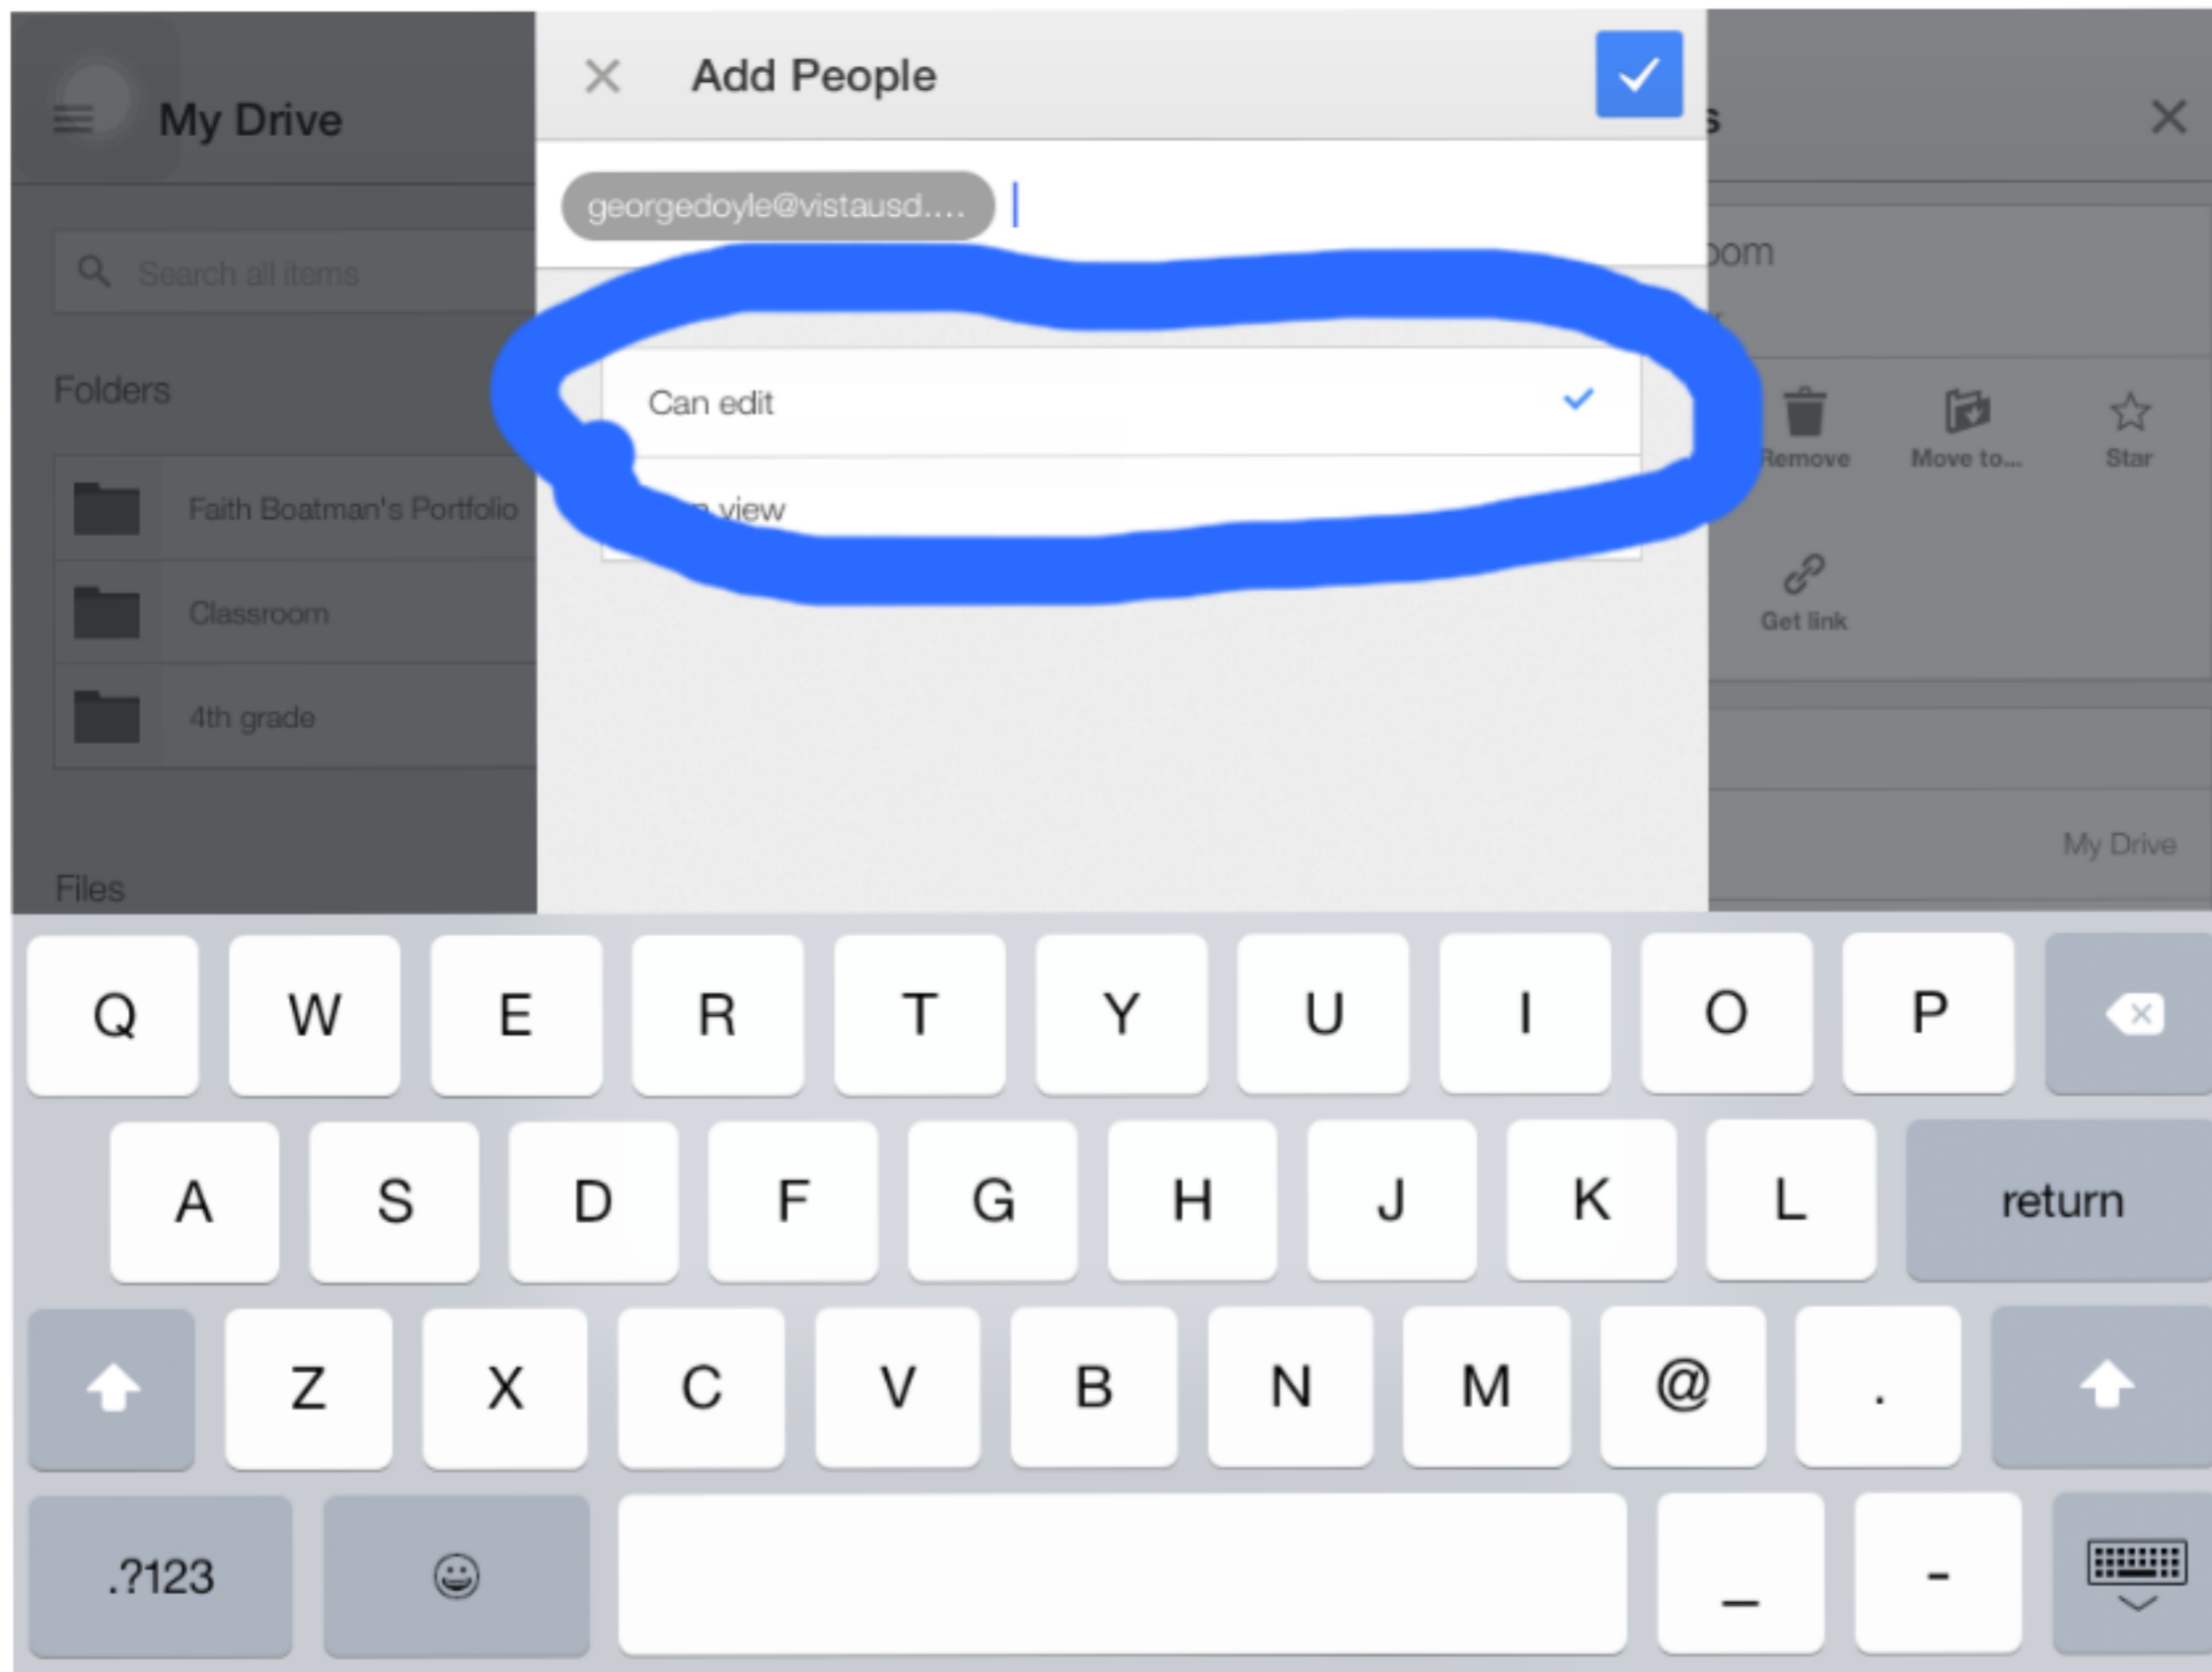 Add People
My Drive
s
georgedoyle@vistausd....
Search all items
oom
Folders
Can edit
Remove
Move to...
Star
view
Faith Boatman's Portfolio
Classroom
Get link
4th grade
My Drive
Files
Q W E R T Y U I O P
A S D F G H J K L return
Z X C V B N M @ .
.?123 _ -